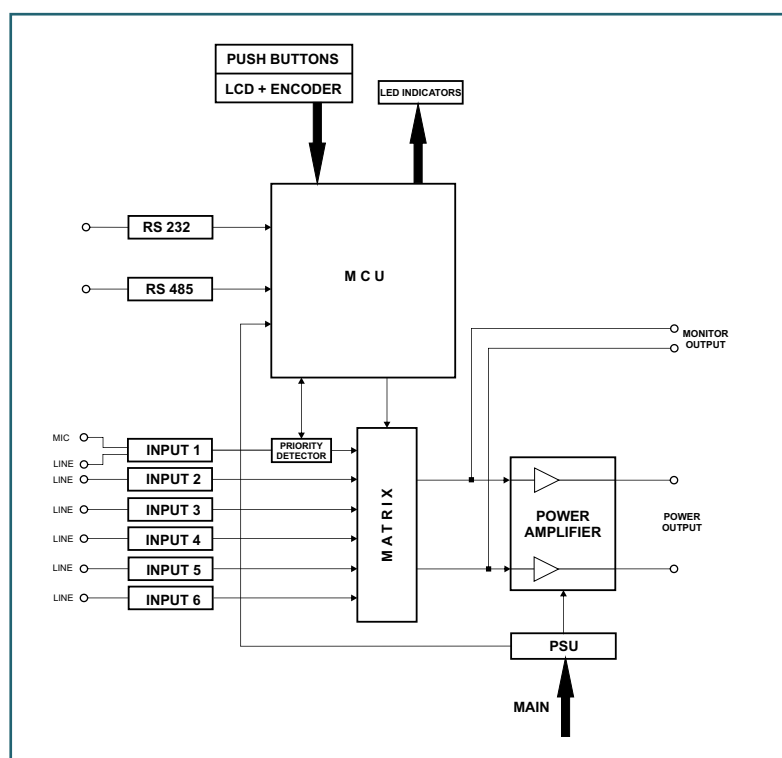 PUSH BUTTONS
LCD + ENCODER
LED INDICATORS
RS 232
MCU
RS 485
MONITOR
OUTPUT
MIC
INPUT 1
PRIORITY
DETECTOR
LINE
LINE
INPUT 2
LINE
INPUT 3
LINE
INPUT 4
LINE
INPUT 5
LINE
INPUT 6
MATRIX
POWER
AMPLIFIER
POWER
OUTPUT
PSU
MAIN